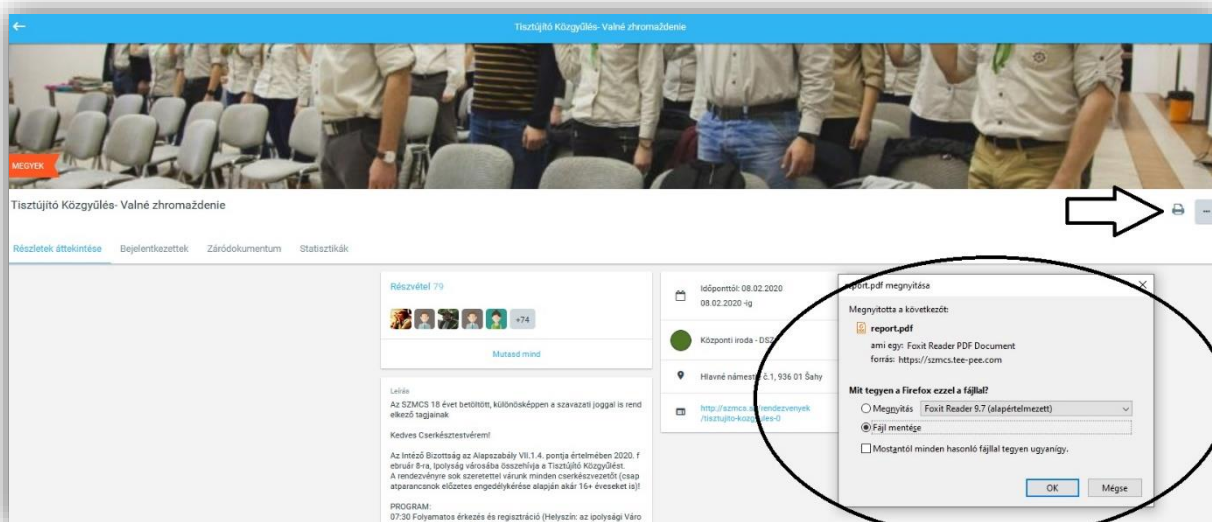 Tisztújító Közgyűlés- Valné zhromaždenie
MEGYEK
Tisztújító Közgyűlés- Valné zhromaždenie
Részletek áttekintése
Bejelentkezettek
Záródokumentum
Statisztikák
Részvétel 79
+74
Mutasd mind
Leírás
Az SZMCS 18 évet betöltött, különösképpen a szavazati joggal is rend
elkező tagjainak
Kedves Cserkésztestvérem!
Az Intéző Bizottság az Alapszabály VII.1.4. pontja értelmében 2020. f
ebruár 8-ra, Ipolyság városába összehívja a Tisztújító Közgyűlést.
A rendezvényre sok szeretettel várunk minden cserkészvezetőt (csap
atparancsnok előzetes engedélykérése alapján akár 16+ éveseket is)!
PROGRAM:
07:30 Folyamatos érkezés és regisztráció (Helyszín: az ipolysági Váro
Időponttól: 08.02.2020
08.02.2020 -ig
Központi iroda - DSZ
Hlavné námestie č.1, 936 01 Šahy
/tisztujito-kozgyules-0
report.pdf megnyitása
Megnyitotta a következőt:
report.pdf
ami egy: Foxit Reader PDF Document
forrás: https://szmcs.tee-pee.com
Mit tegyen a Firefox ezzel a fájllal?
Megnyitás Foxit Reader 9.7 (alapértelmezett)
Fájl mentése
Mostantól minden hasonló fájllal tegyen ugyanígy.
OK
Mégse